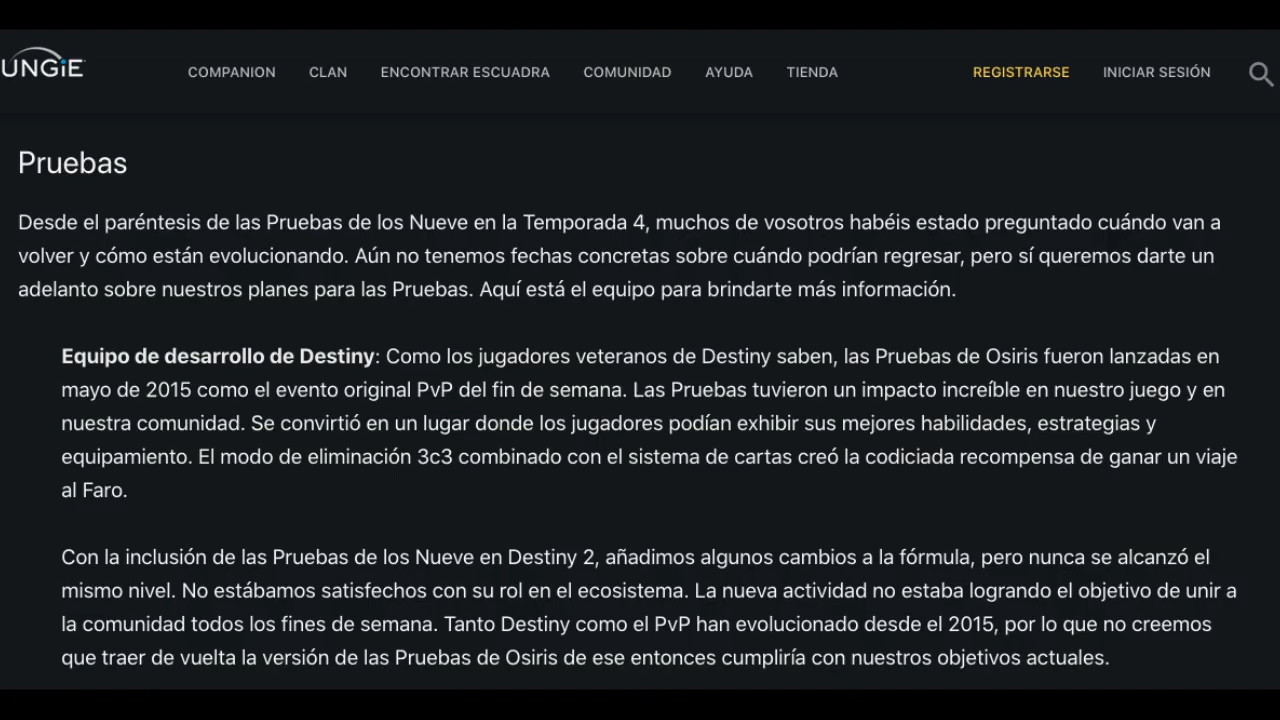 UNGiE
COMPANION CLAN ENCONTRAR ESCUADRA COMUNIDAD AYUDA TIENDA REGISTRARSE INICIAR SESIÓN
Pruebas
Desde el paréntesis de las Pruebas de los Nueve en la Temporada 4, muchos de vosotros habéis estado preguntado cuándo van a
volver y cómo están evolucionando. Aún no tenemos fechas concretas sobre cuándo podrían regresar, pero sí queremos darte un
adelanto sobre nuestros planes para las Pruebas. Aquí está el equipo para brindarte más información.
Equipo de desarrollo de Destiny: Como los jugadores veteranos de Destiny saben, las Pruebas de Osiris fueron lanzadas en
mayo de 2015 como el evento original PvP del fin de semana. Las Pruebas tuvieron un impacto increíble en nuestro juego y en
nuestra comunidad. Se convirtió en un lugar donde los jugadores podían exhibir sus mejores habilidades, estrategias y
equipamiento. El modo de eliminación 3c3 combinado con el sistema de cartas creó la codiciada recompensa de ganar un viaje
al Faro.
Con la inclusión de las Pruebas de los Nueve en Destiny 2, añadimos algunos cambios a la fórmula, pero nunca se alcanzó el
mismo nivel. No estábamos satisfechos con su rol en el ecosistema. La nueva actividad no estaba logrando el objetivo de unir a
la comunidad todos los fines de semana. Tanto Destiny como el PvP han evolucionado desde el 2015, por lo que no creemos
que traer de vuelta la versión de las Pruebas de Osiris de ese entonces cumpliría con nuestros objetivos actuales.